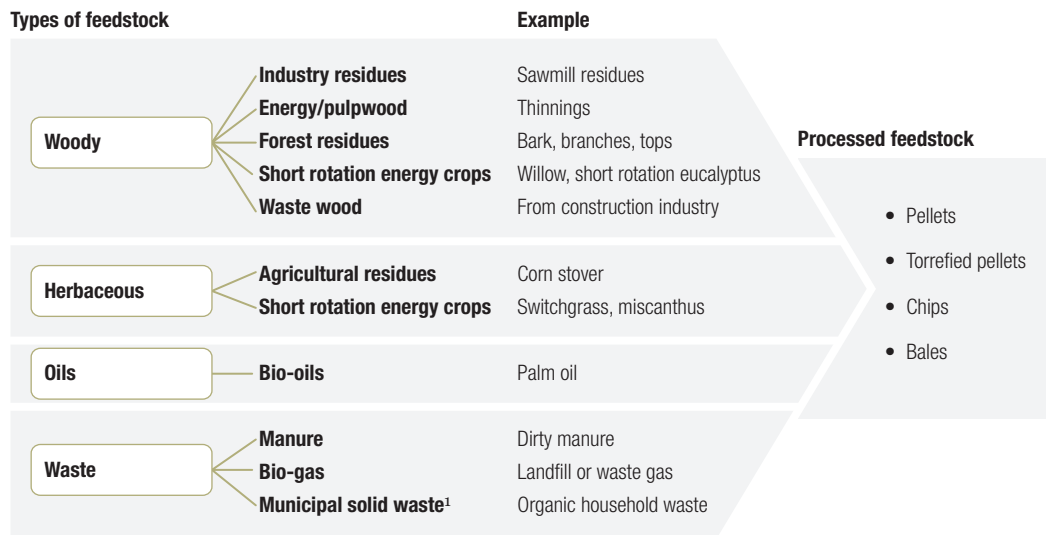 Types of feedstock Example
Woody
Industry residues Sawmill residues
Energy/pulpwood Thinnings
Forest residues Bark, branches, tops
Short rotation energy crops Willow, short rotation eucalyptus
Waste wood From construction industry
Herbaceous
Agricultural residues Corn stover
Short rotation energy crops Switchgrass, miscanthus
Oils Bio-oils Palm oil
Waste
Manure Dirty manure
Bio-gas Landfill or waste gas
Municipal solid waste¹ Organic household waste
Processed feedstock
• Pellets
• Torrefied pellets
• Chips
• Bales